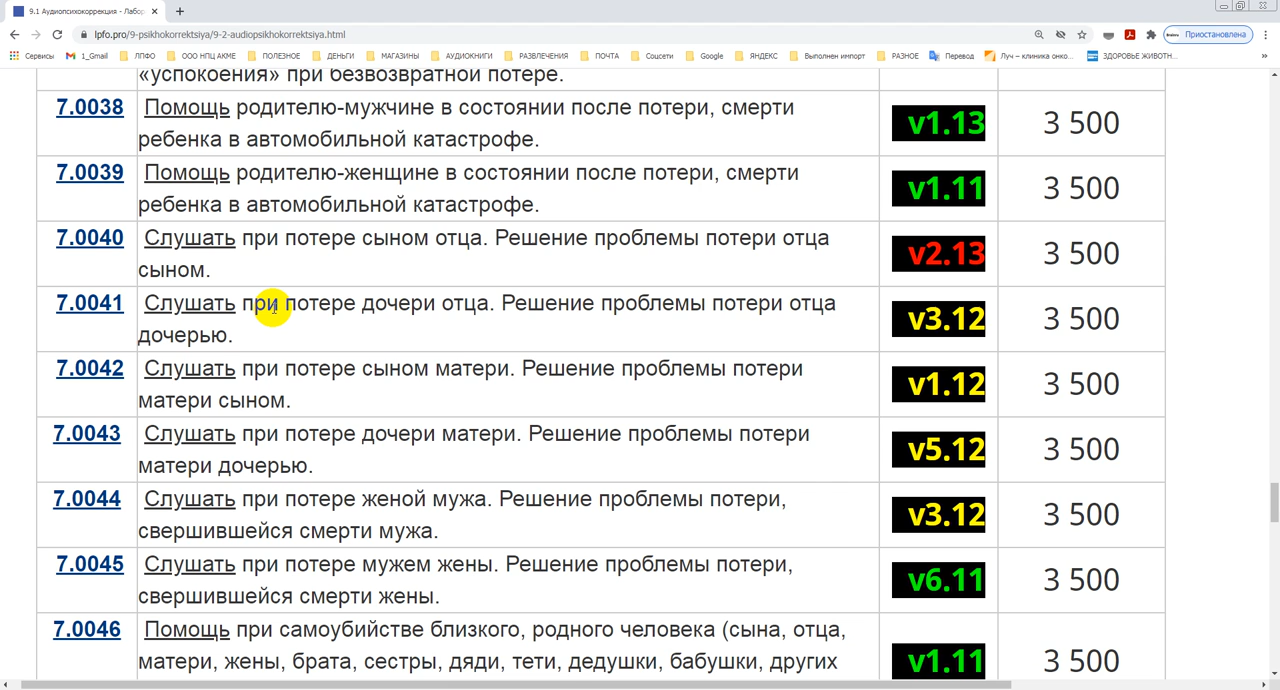 9.1 Аудиопсихокоррекция - Лабор
lpfo.pro/9-psikhokorrektsiya/9-2-audiopsikhokorrektsiya.html
Приостановлена
Сервисы 1_Gmail ЛПФО ООО НПЦ АКМЕ ПОЛЕЗНОЕ ДЕНЬГИ МАГАЗИНЫ АУДИОКНИГИ РАЗВЛЕЧЕНИЯ ПОЧТА Соцсети Google ЯНДЕКС Выполнен импорт РАЗНОЕ Перевод Луч – клиника онко... ЗДОРОВЬЕ ЖИВОТН... »
«успокоения» при безвозвратной потере.
7.0038 Помощь родителю-мужчине в состоянии после потери, смерти
ребенка в автомобильной катастрофе.
v1.13 3 500
7.0039 Помощь родителю-женщине в состоянии после потери, смерти
ребенка в автомобильной катастрофе.
v1.11 3 500
7.0040 Слушать при потере сыном отца. Решение проблемы потери отца
сыном.
v2.13 3 500
7.0041 Слушать при потере дочери отца. Решение проблемы потери отца
дочерью.
v3.12 3 500
7.0042 Слушать при потере сыном матери. Решение проблемы потери
матери сыном.
v1.12 3 500
7.0043 Слушать при потере дочери матери. Решение проблемы потери
матери дочерью.
v5.12 3 500
7.0044 Слушать при потере женой мужа. Решение проблемы потери,
свершившейся смерти мужа.
v3.12 3 500
7.0045 Слушать при потере мужем жены. Решение проблемы потери,
свершившейся смерти жены.
v6.11 3 500
7.0046 Помощь при самоубийстве близкого, родного человека (сына, отца,
матери, жены, брата, сестры, дяди, тети, дедушки, бабушки, других
v1.11 3 500